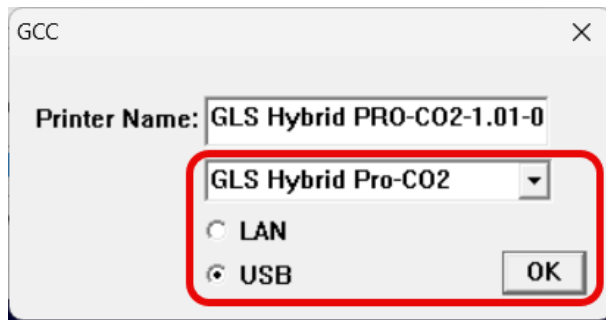 GCC
Printer Name: GLS Hybrid PRO-CO2-1.01-0
GLS Hybrid Pro-CO2
LAN
USB
OK